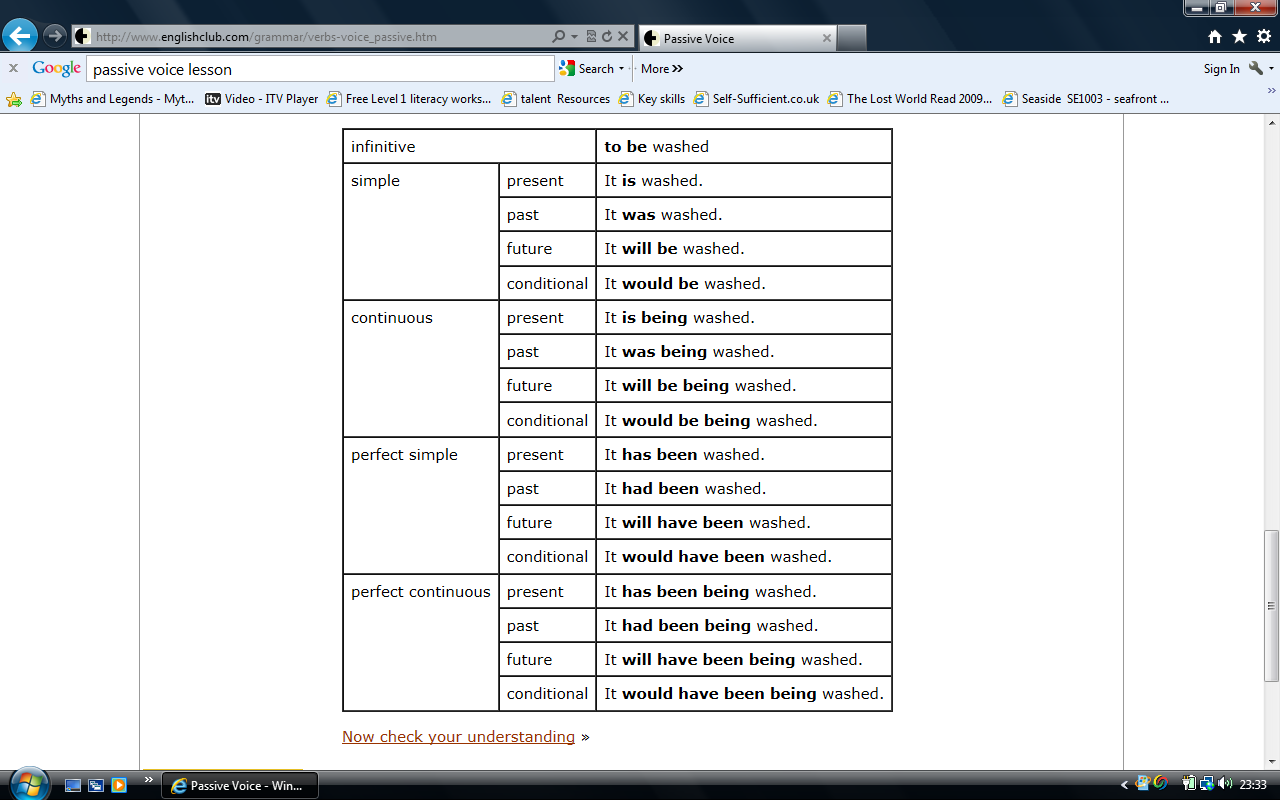 http://www.englishclub.com/grammar/verbs-voice_passive.htm
Passive Voice
x Google passive voice lesson Search More >> Sign In
Myths and Legends - Myt... Video - ITV Player Free Level 1 literacy works... talent Resources Key skills Self-Sufficient.co.uk The Lost World Read 2009... Seaside SE1003 - seafront ...
infinitive to be washed
simple present It is washed.
past It was washed.
future It will be washed.
conditional It would be washed.
continuous present It is being washed.
past It was being washed.
future It will be being washed.
conditional It would be being washed.
perfect simple present It has been washed.
past It had been washed.
future It will have been washed.
conditional It would have been washed.
perfect continuous present It has been being washed.
past It had been being washed.
future It will have been being washed.
conditional It would have been being washed.
Now check your understanding »
Passive Voice - Win... 23:33